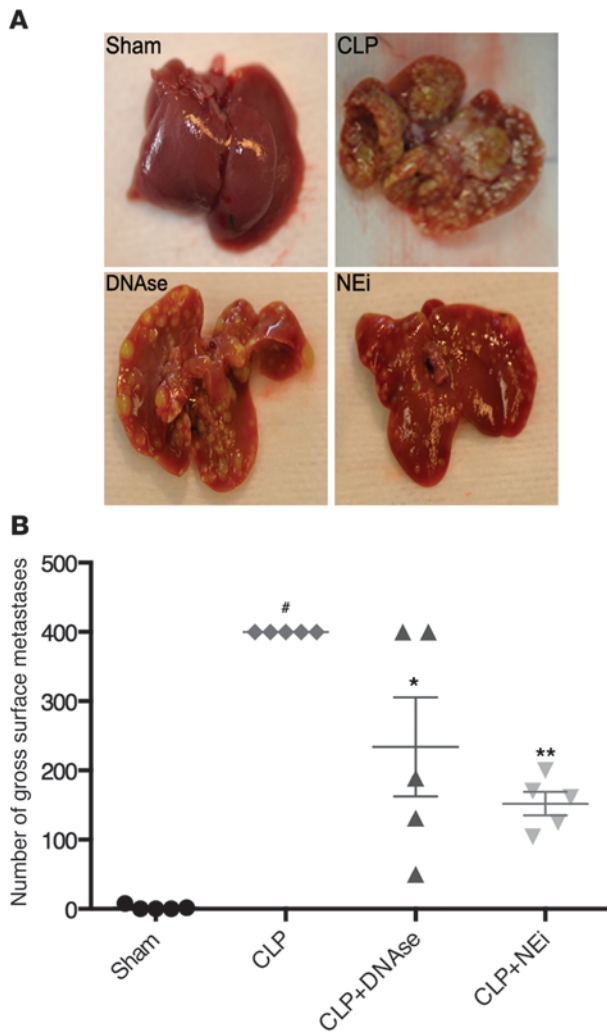 A
Sham
CLP
DNAse
NEi
B
Number of gross surface metastases
500
400
300
200
100
0
#
*
**
Sham
CLP
CLP+DNAse
CLP+NEi